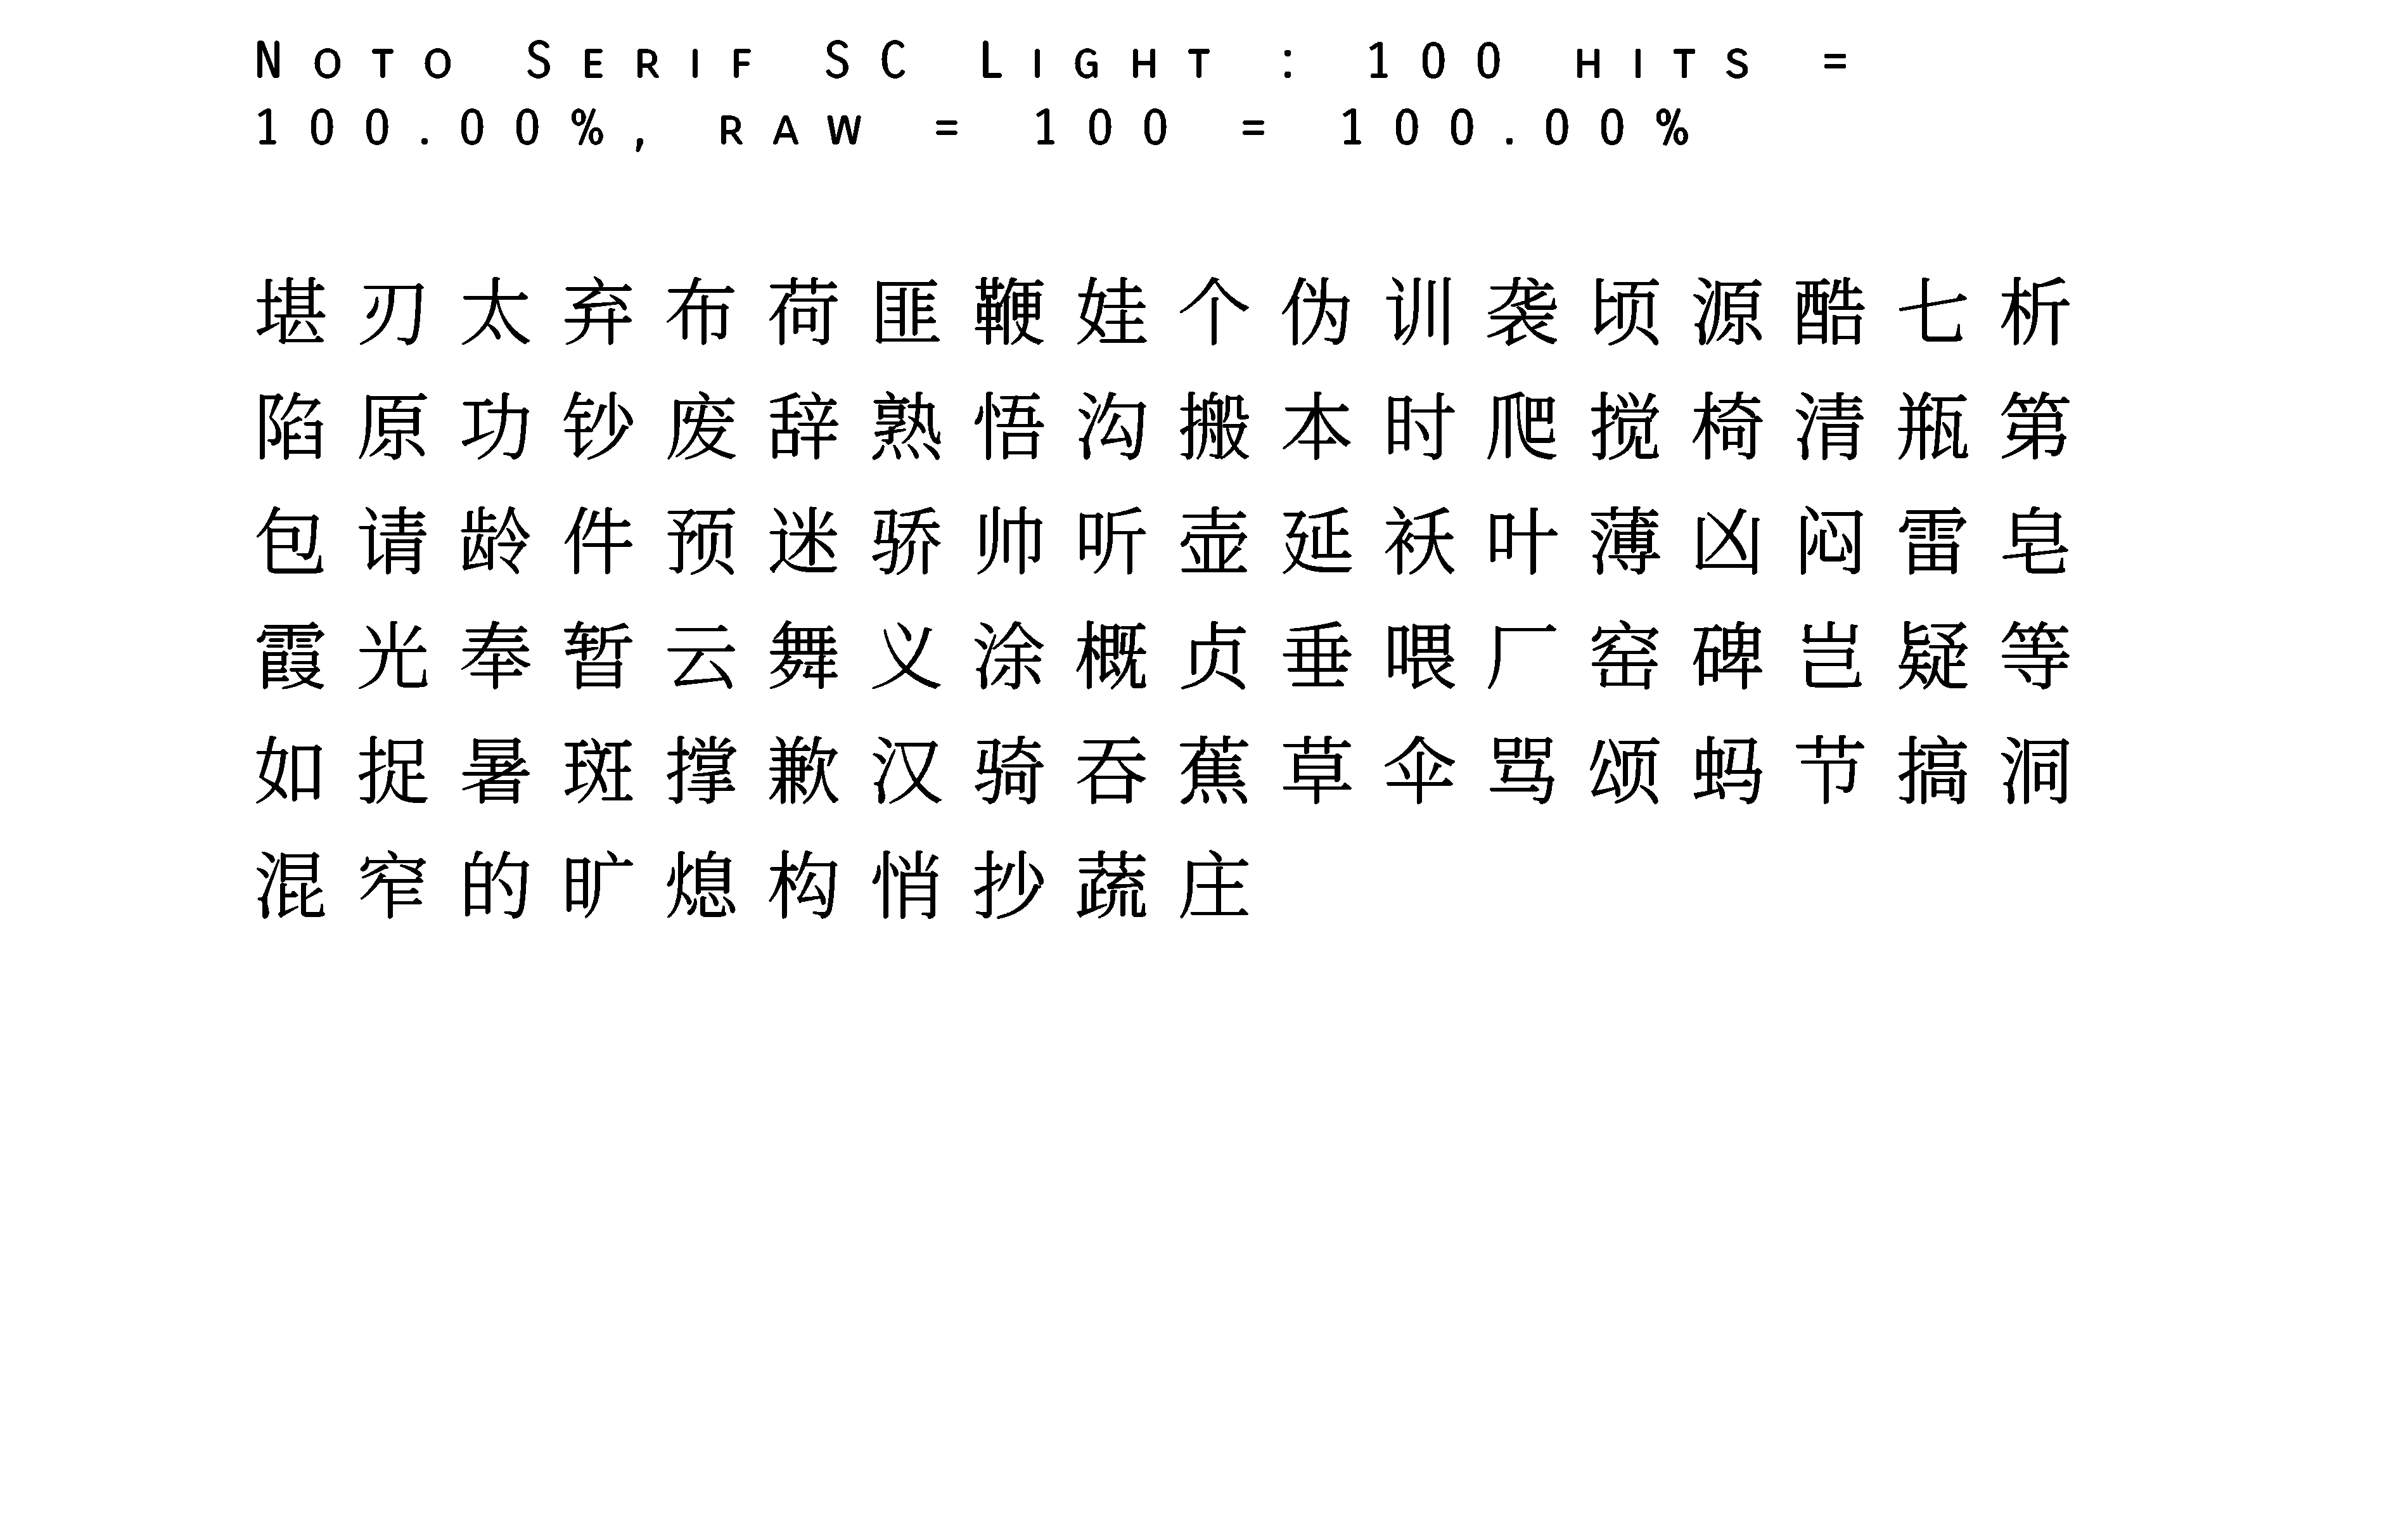 Noto Serif SC Light : 100 hits =
100.00%, raw = 100 = 100.00%
堪刃太弃布荷匪鞭娃个伪训袭顷源酷七析
陷原功钞废辞熟悟沟搬本时爬搅椅清瓶第
包请龄件预迷骄帅听壶延袄叶薄凶闷雷皂
霞光奉暂云舞义涂概贞垂喂厂窑碑岂疑等
如捉暑斑撑歉汉骑吞蕉草伞骂颂蚂节搞洞
混窄的旷熄构悄抄蔬庄